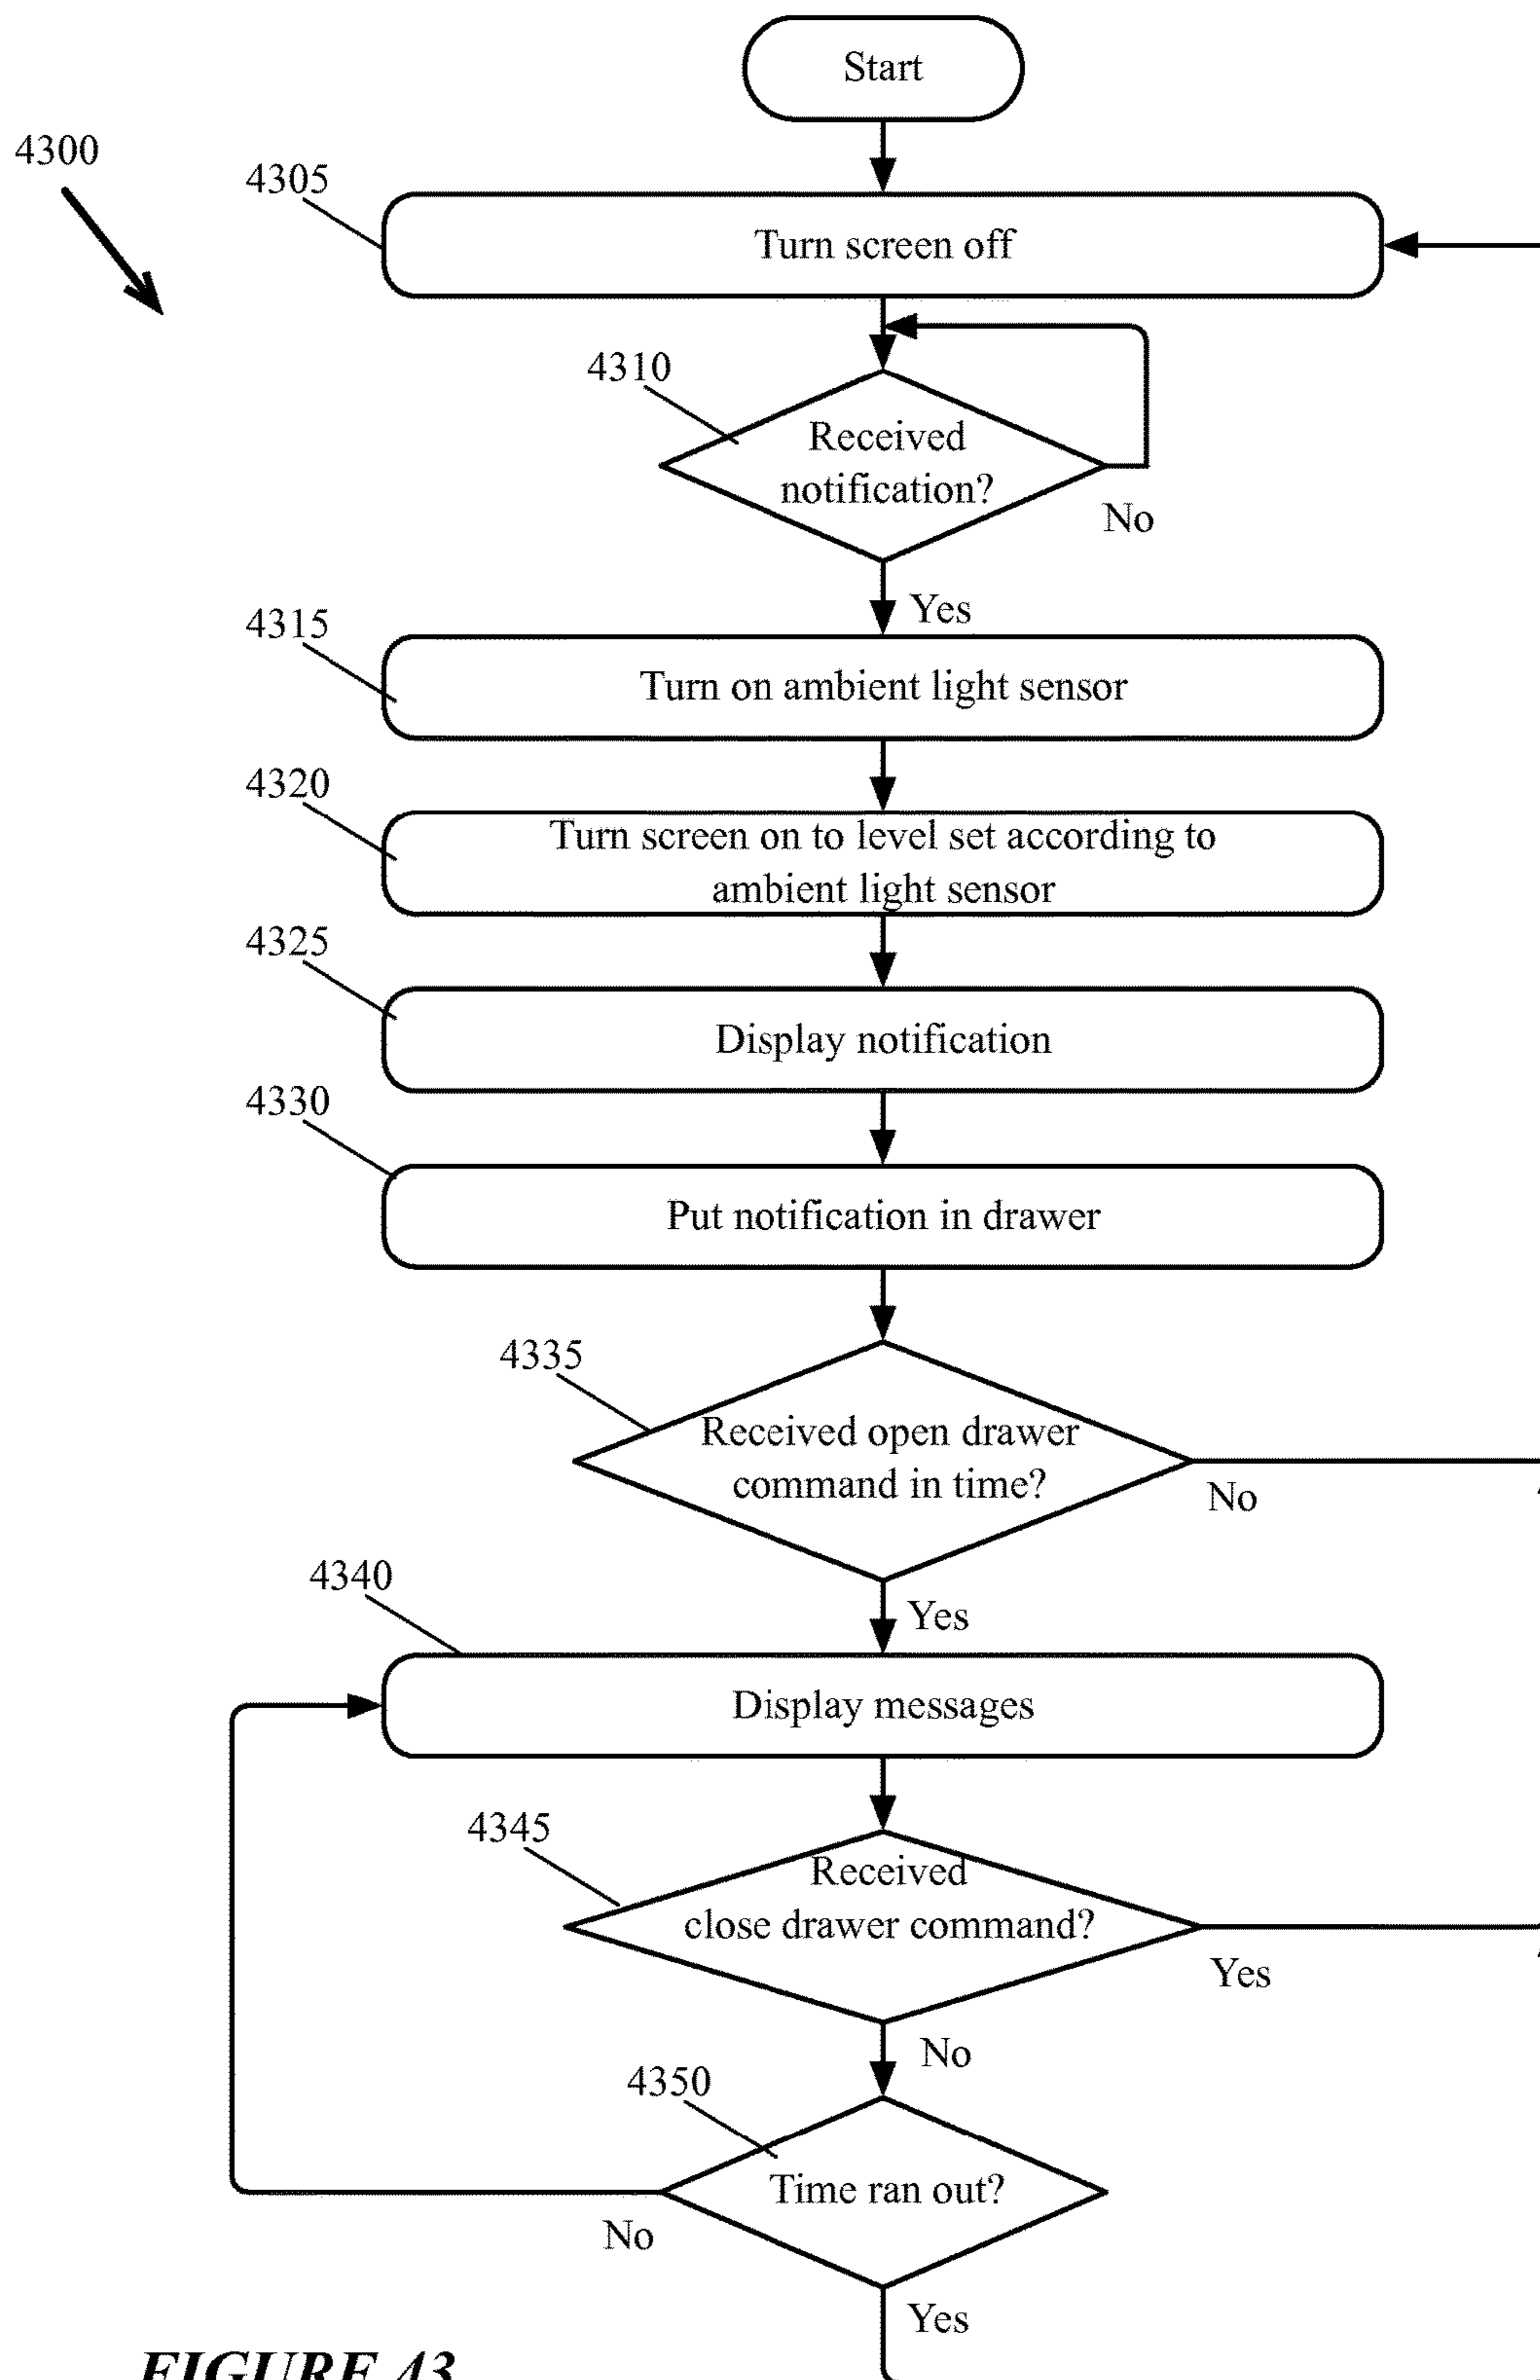 Start
4300
4305
Turn screen off
4310
Received
notification?
No
Yes
4315
Turn on ambient light sensor
4320
Turn screen on to level set according to
ambient light sensor
4325
Display notification
4330
Put notification in drawer
4335
Received open drawer
command in time?
No
Yes
4340
Display messages
4345
Received
close drawer command?
Yes
No
4350
Time ran out?
No
Yes
FIGURE 43